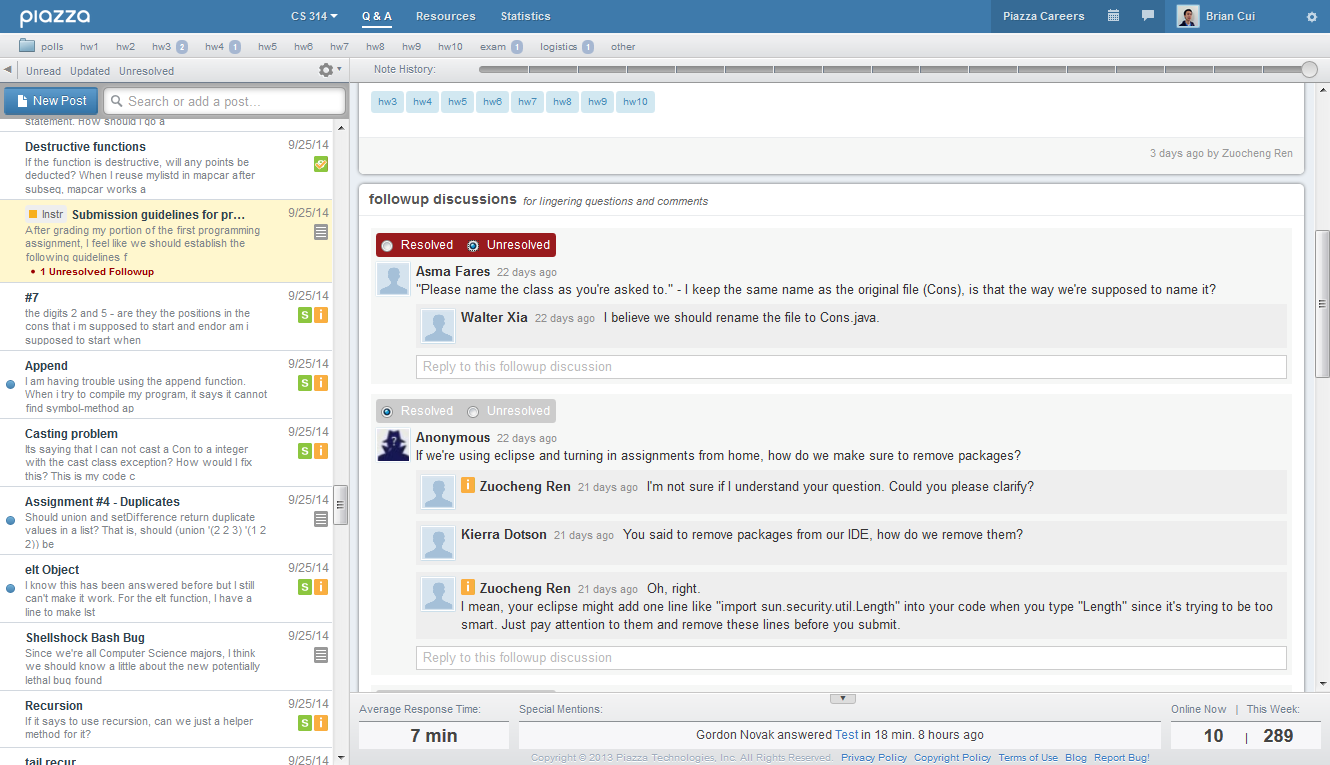 piazza
CS 314 Q & A Resources Statistics Piazza Careers Brian Cui
polls hw1 hw2 hw3 2 hw4 1 hw5 hw6 hw7 hw8 hw9 hw10 exam 1 logistics 1 other
Unread Updated Unresolved
Note History:
New Post Search or add a post...
statement. How should I go a
Destructive functions 9/25/14
If the function is destructive, will any points be
deducted? When I reuse mylistd in mapcar after
subseq, mapcar works a
Instr Submission guidelines for pr… 9/25/14
After grading my portion of the first programming
assignment, I feel like we should establish the
following guidelines f
• 1 Unresolved Followup
#7 9/25/14
the digits 2 and 5 - are they the positions in the
cons that i m supposed to start and endor am i
supposed to start when
S i
Append 9/25/14
I am having trouble using the append function.
When i try to compile my program, it says it cannot
find symbol-method ap
S i
Casting problem 9/25/14
Its saying that I can not cast a Con to a integer
with the cast class exception? How would I fix
this? This is my code c
S i
Assignment #4 - Duplicates 9/25/14
Should union and setDifference return duplicate
values in a list? That is, should (union '(2 2 3) '(1 2
2)) be
elt Object 9/25/14
I know this has been answered before but I still
can't make it work. For the elt function, I have a
line to make lst
S i
Shellshock Bash Bug 9/25/14
Since we're all Computer Science majors, I think
we should know a little about the new potentially
lethal bug found
Recursion 9/25/14
If it says to use recursion, can we just a helper
method for it?
S i
tail recur 9/25/14
hw3 hw4 hw5 hw6 hw7 hw8 hw9 hw10
3 days ago by Zuocheng Ren
followup discussions for lingering questions and comments
Resolved Unresolved
Asma Fares 22 days ago
"Please name the class as you're asked to." - I keep the same name as the original file (Cons), is that the way we're supposed to name it?
Walter Xia 22 days ago I believe we should rename the file to Cons.java.
Reply to this followup discussion
Resolved Unresolved
Anonymous 22 days ago
If we're using eclipse and turning in assignments from home, how do we make sure to remove packages?
i Zuocheng Ren 21 days ago I'm not sure if I understand your question. Could you please clarify?
Kierra Dotson 21 days ago You said to remove packages from our IDE, how do we remove them?
i Zuocheng Ren 21 days ago Oh, right.
I mean, your eclipse might add one line like "import sun.security.util.Length" into your code when you type "Length" since it's trying to be too
smart. Just pay attention to them and remove these lines before you submit.
Reply to this followup discussion
Average Response Time: Special Mentions: Online Now | This Week:
7 min Gordon Novak answered Test in 18 min. 8 hours ago 10 | 289
Copyright © 2013 Piazza Technologies, Inc. All Rights Reserved. Privacy Policy Copyright Policy Terms of Use Blog Report Bug!